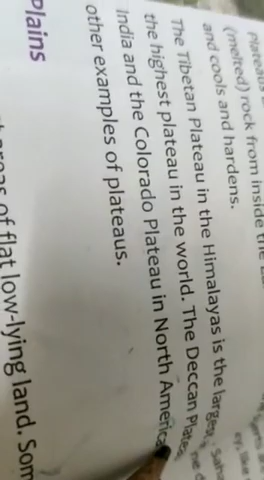 Plateaus
(melted) rock from inside the
and cools and hardens.
The Tibetan Plateau in the Himalayas is the
the highest plateau in the world. The Deccan
India and the Colorado Plateau in North America
other examples of plateaus.
Plains
of flat low-lying land. Som